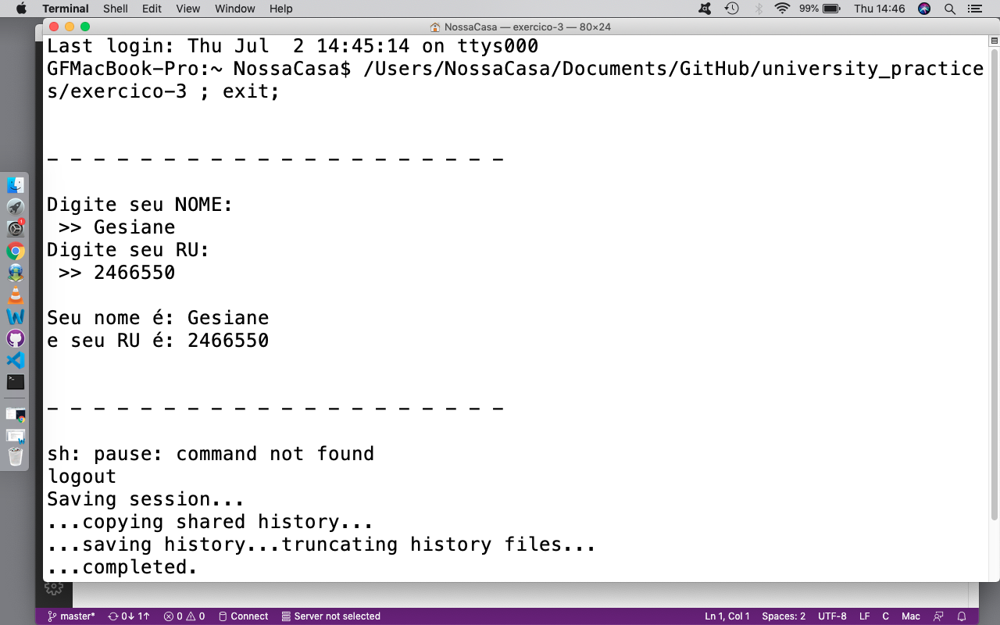 Terminal Shell Edit View Window Help 99% Thu 14:46
NossaCasa — exercico-3 — 80×24
Last login: Thu Jul  2 14:45:14 on ttys000
GFMacBook-Pro:~ NossaCasa$ /Users/NossaCasa/Documents/GitHub/university_practice
s/exercico-3 ; exit;
- - - - - - - - - - - - - - - - - - - -
Digite seu NOME:
 >> Gesiane
Digite seu RU:
 >> 2466550
Seu nome é: Gesiane
e seu RU é: 2466550
- - - - - - - - - - - - - - - - - - - -
sh: pause: command not found
logout
Saving session...
...copying shared history...
...saving history...truncating history files...
...completed.
master* 0↓ 1↑ 0 0 Connect Server not selected Ln 1, Col 1 Spaces: 2 UTF-8 LF C Mac